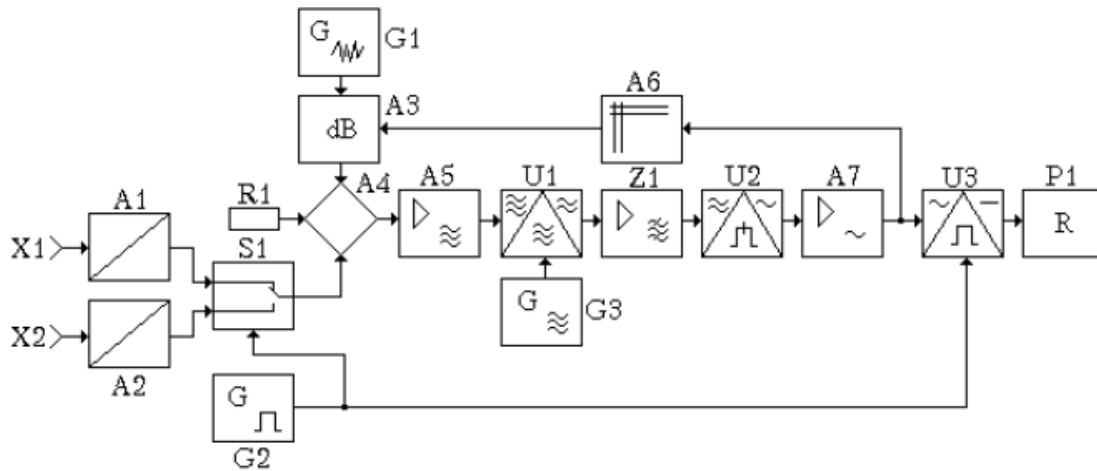 G G1
A3
dB
A6
R1 A4 A5 U1 Z1 U2 A7 U3 P1
A1
R
X1
S1
G G3
X2
A2
G
G2